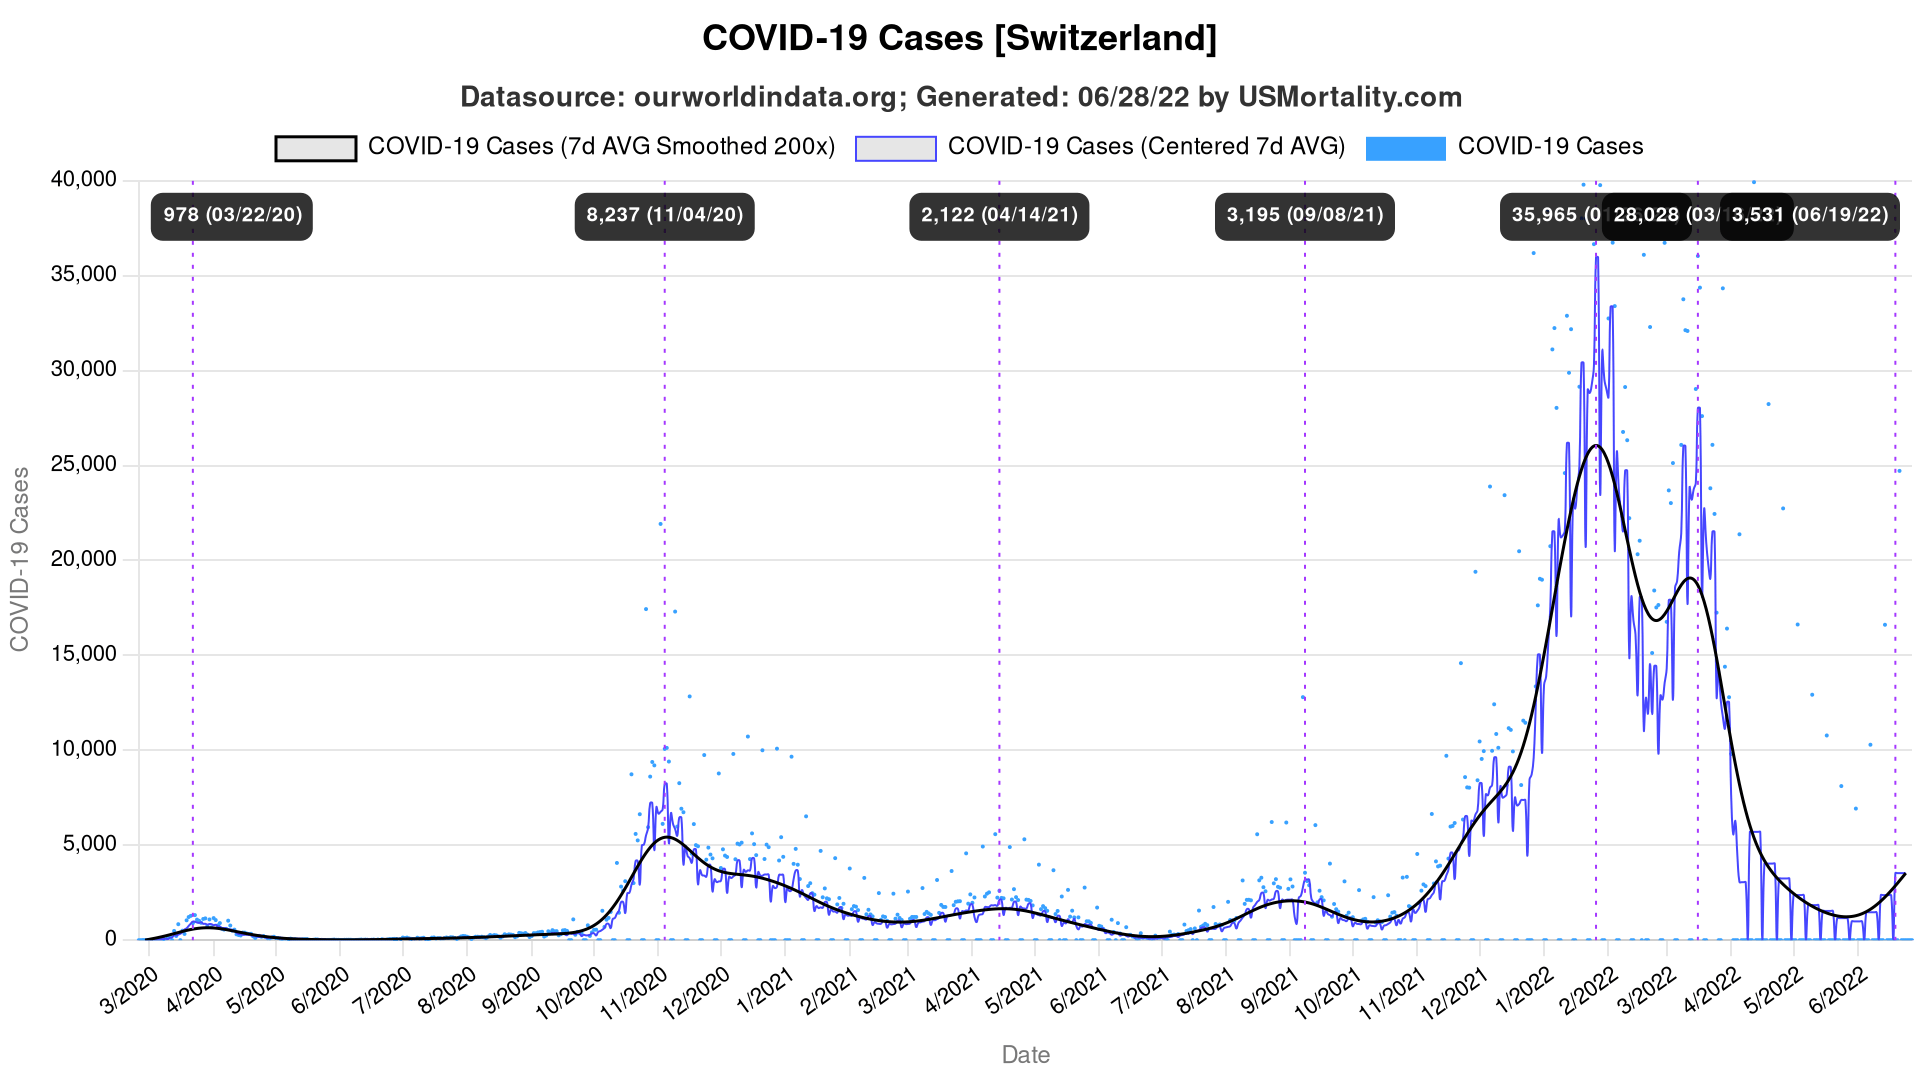 COVID-19 Cases [Switzerland]
Datasource: ourworldindata.org; Generated: 06/28/22 by USMortality.com
COVID-19 Cases (7d AVG Smoothed 200x) COVID-19 Cases (Centered 7d AVG) COVID-19 Cases
978 (03/22/20) 8,237 (11/04/20) 2,122 (04/14/21) 3,195 (09/08/21) 35,965 28,028 3,531 (06/19/22)
40,000
35,000
30,000
25,000
20,000
15,000
10,000
5,000
0
COVID-19 Cases
3/2020 4/2020 5/2020 6/2020 7/2020 8/2020 9/2020 10/2020 11/2020 12/2020 1/2021 2/2021 3/2021 4/2021 5/2021 6/2021 7/2021 8/2021 9/2021 10/2021 11/2021 12/2021 1/2022 2/2022 3/2022 4/2022 5/2022 6/2022
Date